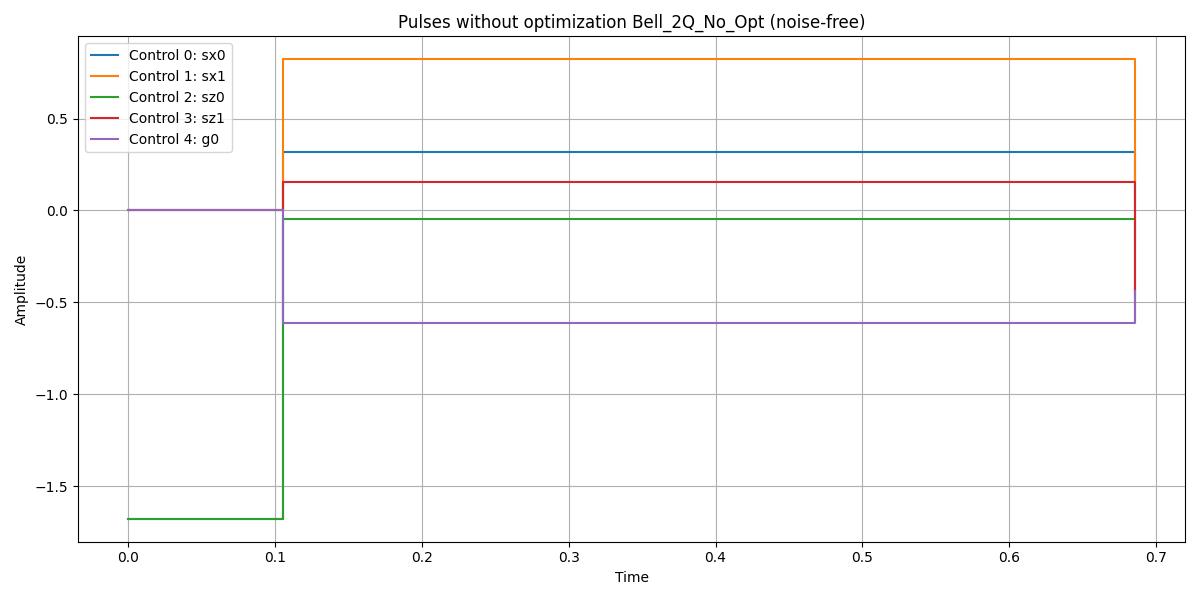 Pulses without optimization Bell_2Q_No_Opt (noise-free)
Control 0: sx0
Control 1: sx1
Control 2: sz0
Control 3: sz1
Control 4: g0
Amplitude
0.5
0.0
−0.5
−1.0
−1.5
0.0 0.1 0.2 0.3 0.4 0.5 0.6 0.7
Time